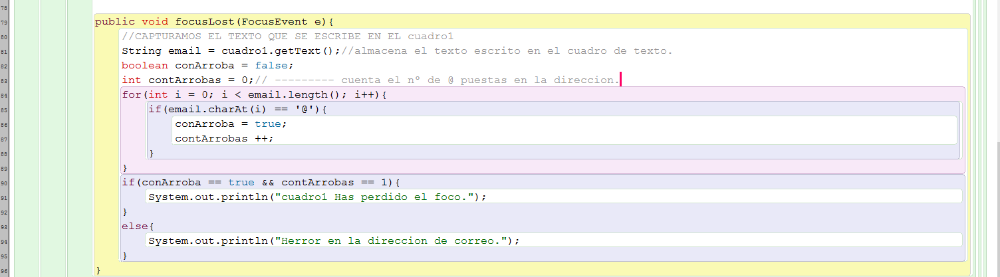 78
79 public void focusLost(FocusEvent e){
80 //CAPTURAMOS EL TEXTO QUE SE ESCRIBE EN EL cuadro1
81 String email = cuadro1.getText();//almacena el texto escrito en el cuadro de texto.
82 boolean conArroba = false;
83 int contArrobas = 0;// --------- cuenta el nº de @ puestas en la direccion.
84 for(int i = 0; i < email.length(); i++){
85 if(email.charAt(i) == '@'){
86 conArroba = true;
87 contArrobas ++;
88 }
89 }
90 if(conArroba == true && contArrobas == 1){
91 System.out.println("cuadro1 Has perdido el foco.");
92 }
93 else{
94 System.out.println("Herror en la direccion de correo.");
95 }
96 }